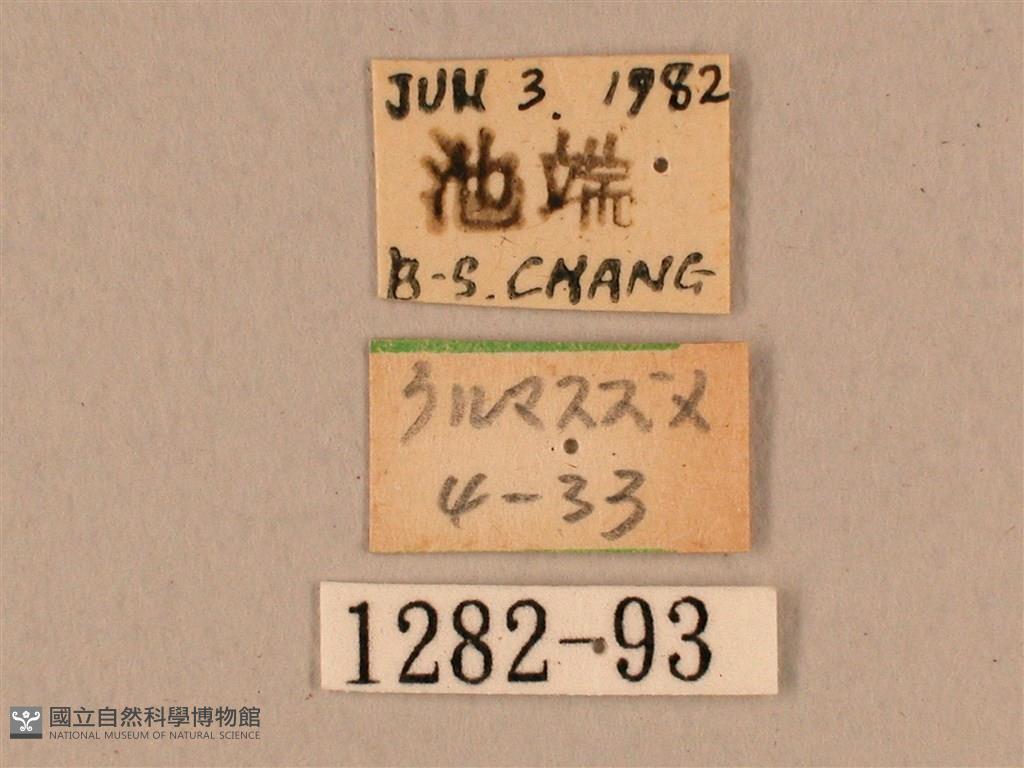 JUN 3. 1982
池端
B-S. CHANG
ウルマスズメ
4-33
1282-93
國立自然科學博物館
NATIONAL MUSEUM OF NATURAL SCIENCE